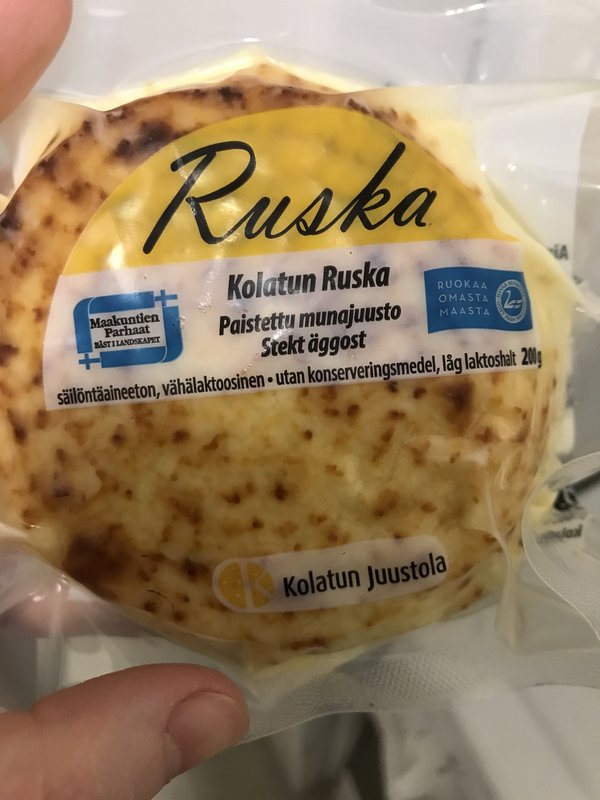 Ruska
Kolatun Ruska
Paistettu munajuusto
Stekt äggost
Maakuntien
Parhaat
BÄST I LANDSKAPET
RUOKAA
OMASTA
MAASTA
säilöntäaineeton, vähälaktoosinen • utan konserveringsmedel, låg laktoshalt 200g
Kolatun Juustola